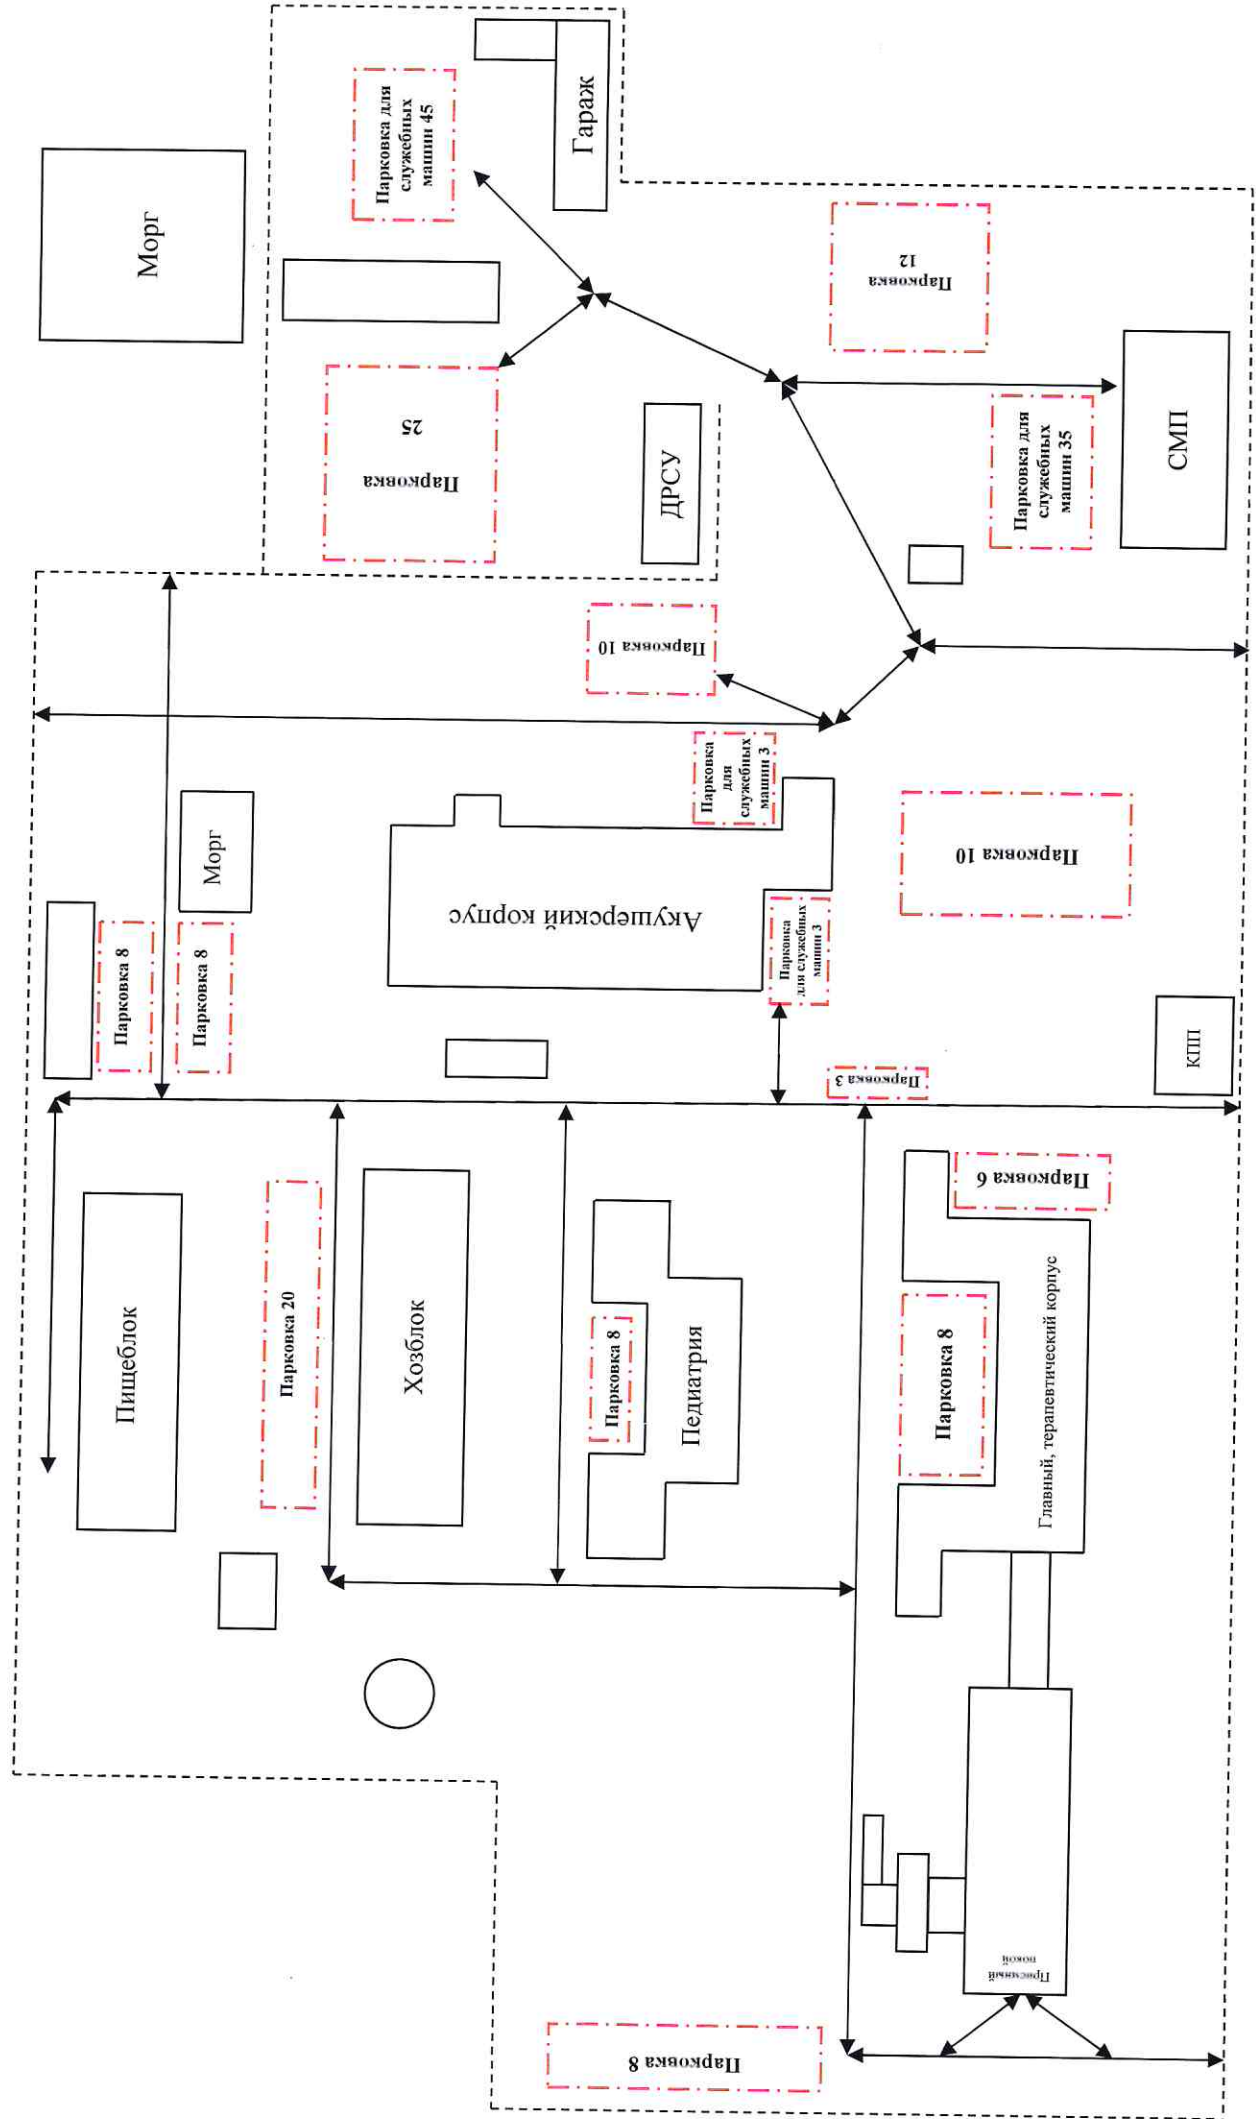 Морг
Парковка для
служебных
машин 45
Гараж
Парковка
12
Парковка
25
ДРСУ
Парковка для
служебных
машин 35
СМП
Парковка 10
Парковка
для
служебных
машин 3
Морг
Акушерский корпус
Парковка 10
Парковка 8
Парковка 8
Парковка
для служебных
машин 3
КПП
Парковка 3
Парковка 6
Пищеблок
Парковка 20
Хозблок
Парковка 8
Педиатрия
Парковка 8
Главный, терапевтический корпус
Приемный
покой
Парковка 8